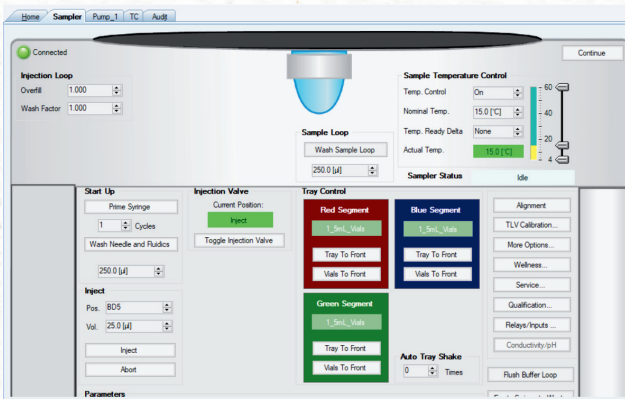 Home Sampler Pump_1 TC Audit
Connected
Continue
Injection Loop
Overfill 1.000
Wash Factor 1.000
Sample Loop
Wash Sample Loop
250.0 [µl]
Sample Temperature Control
Temp. Control On
Nominal Temp. 15.0 [°C]
Temp. Ready Delta None
Actual Temp. 15.0 [°C]
60
40
20
4
Sampler Status Idle
Start Up
Prime Syringe
1 Cycles
Wash Needle and Fluidics
250.0 [µl]
Inject
Pos. BD5
Vol. 25.0 [µl]
Inject
Abort
Parameters
Injection Valve
Current Position:
Inject
Toggle Injection Valve
Tray Control
Red Segment
1_5mL_Vials
Tray To Front
Vials To Front
Blue Segment
1_5mL_Vials
Tray To Front
Vials To Front
Green Segment
1_5mL_Vials
Tray To Front
Vials To Front
Auto Tray Shake
0 Times
Alignment
TLV Calibration...
More Options...
Wellness...
Service...
Qualification...
Relays/Inputs ...
Conductivity/pH
Flush Buffer Loop